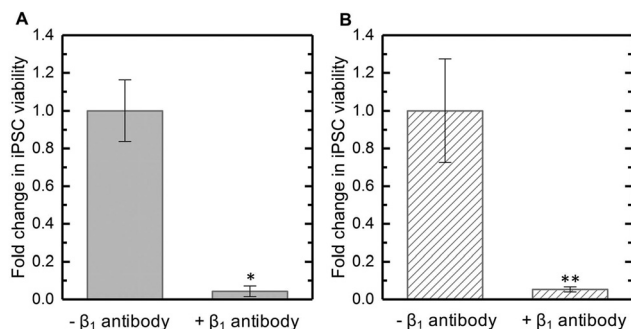 A
Fold change in iPSC viability
1.4
1.2
1.0
0.8
0.6
0.4
0.2
0.0
*
- β₁ antibody
+ β₁ antibody
B
Fold change in iPSC viability
1.4
1.2
1.0
0.8
0.6
0.4
0.2
0.0
**
- β₁ antibody
+ β₁ antibody